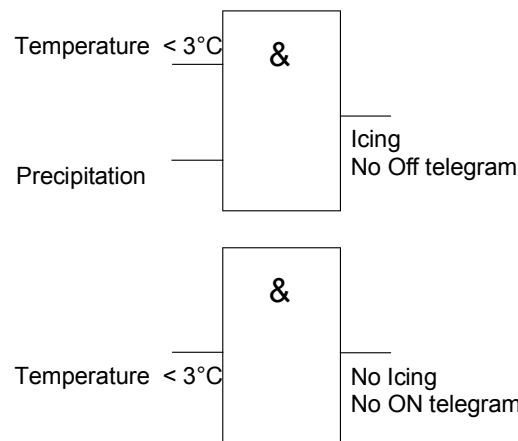 Temperature < 3°C
&
Precipitation
Icing
No Off telegram
&
Temperature < 3°C
No Icing
No ON telegram